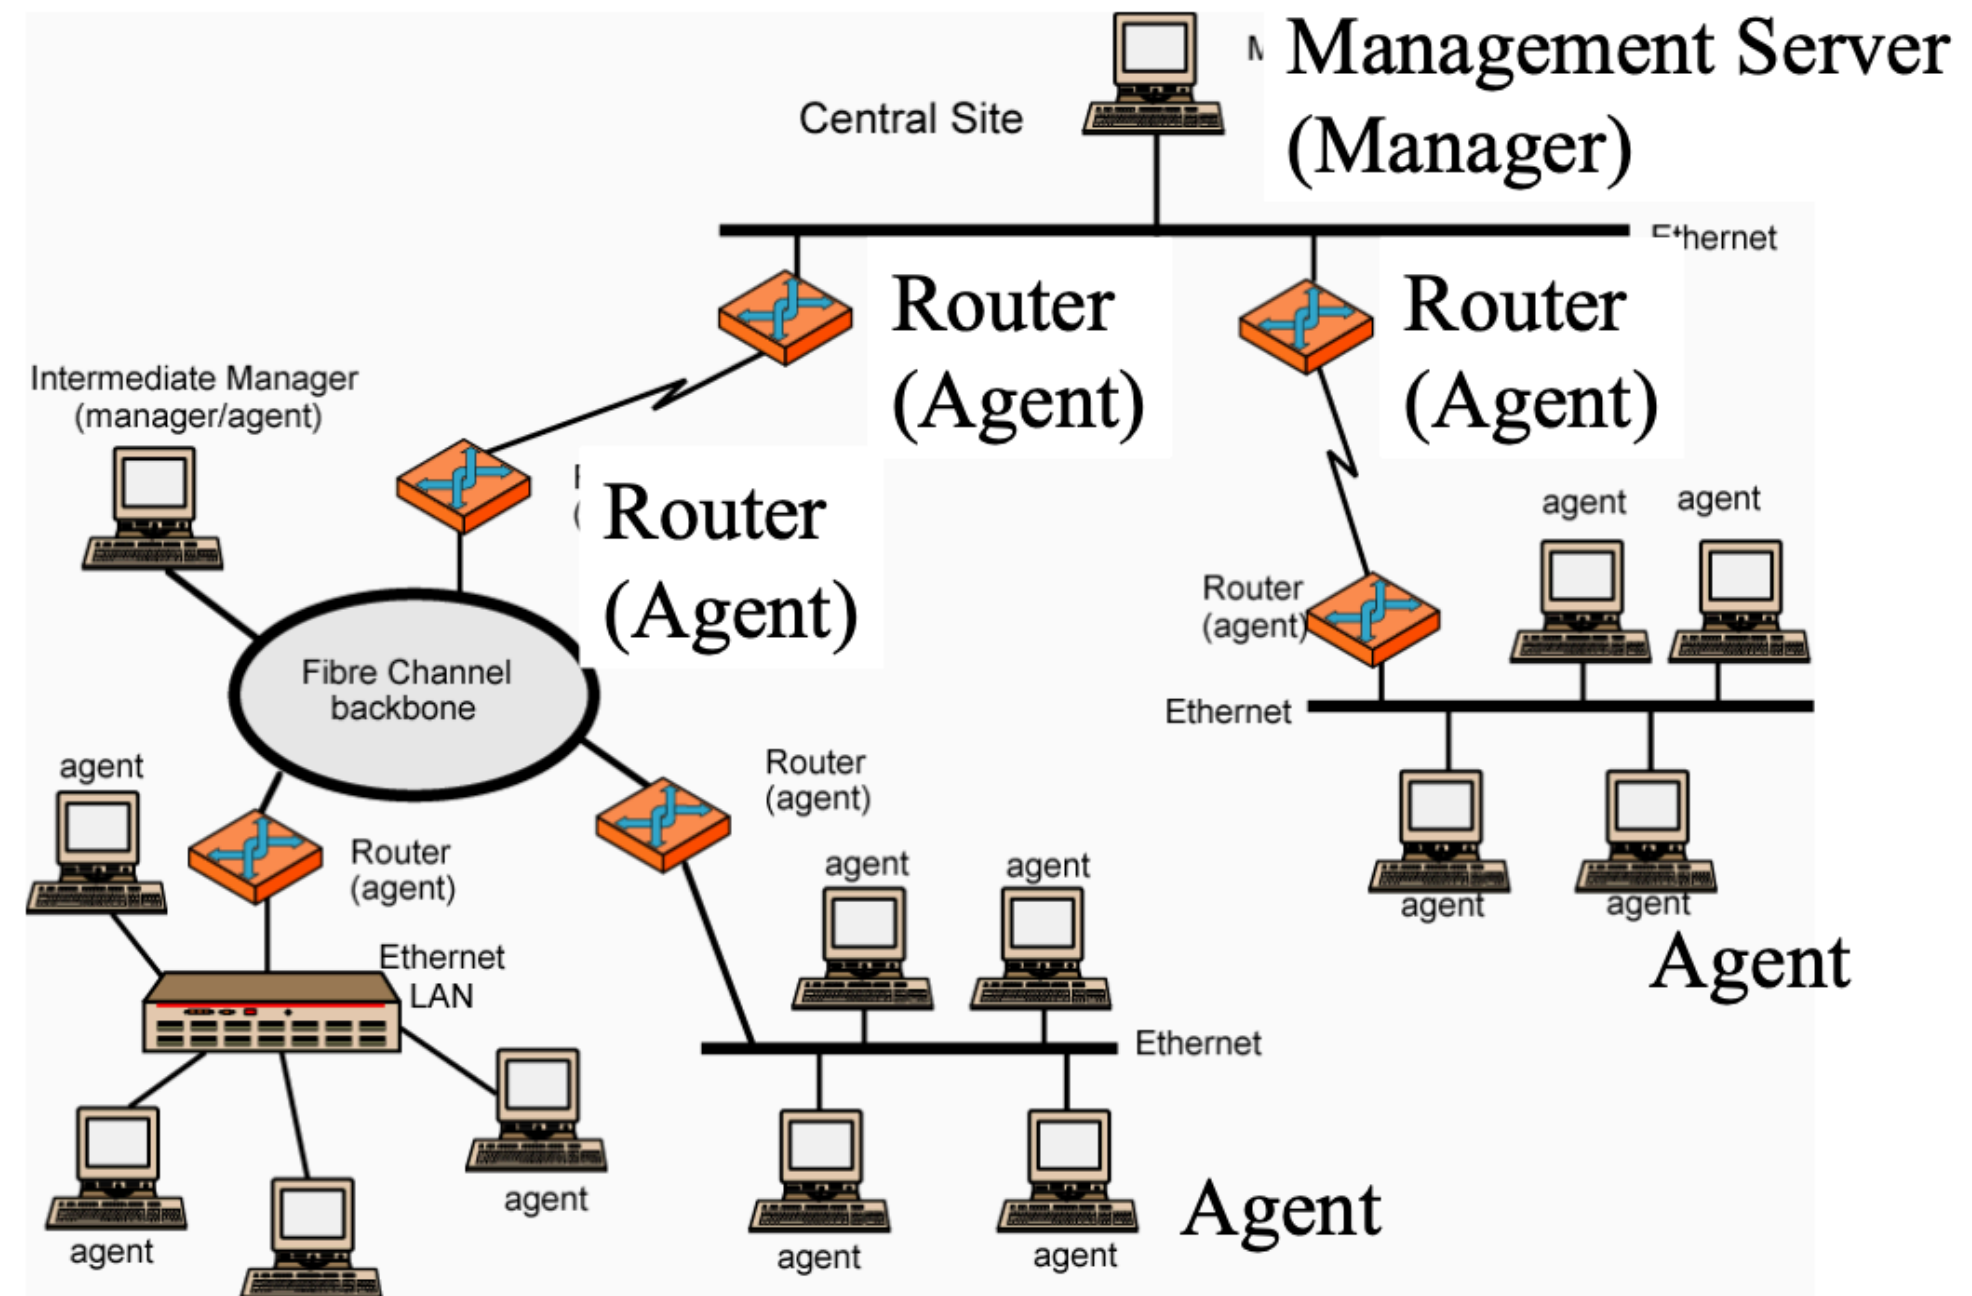 Management Server
(Manager)
Central Site
Ethernet
Router
(Agent)
Router
(Agent)
Intermediate Manager
(manager/agent)
Router
(Agent)
agent
agent
Router
(agent)
Fibre Channel
backbone
Ethernet
agent
Router
(agent)
agent
agent
Agent
Router
(agent)
agent
agent
Ethernet
LAN
Ethernet
agent
agent
agent
agent
Agent